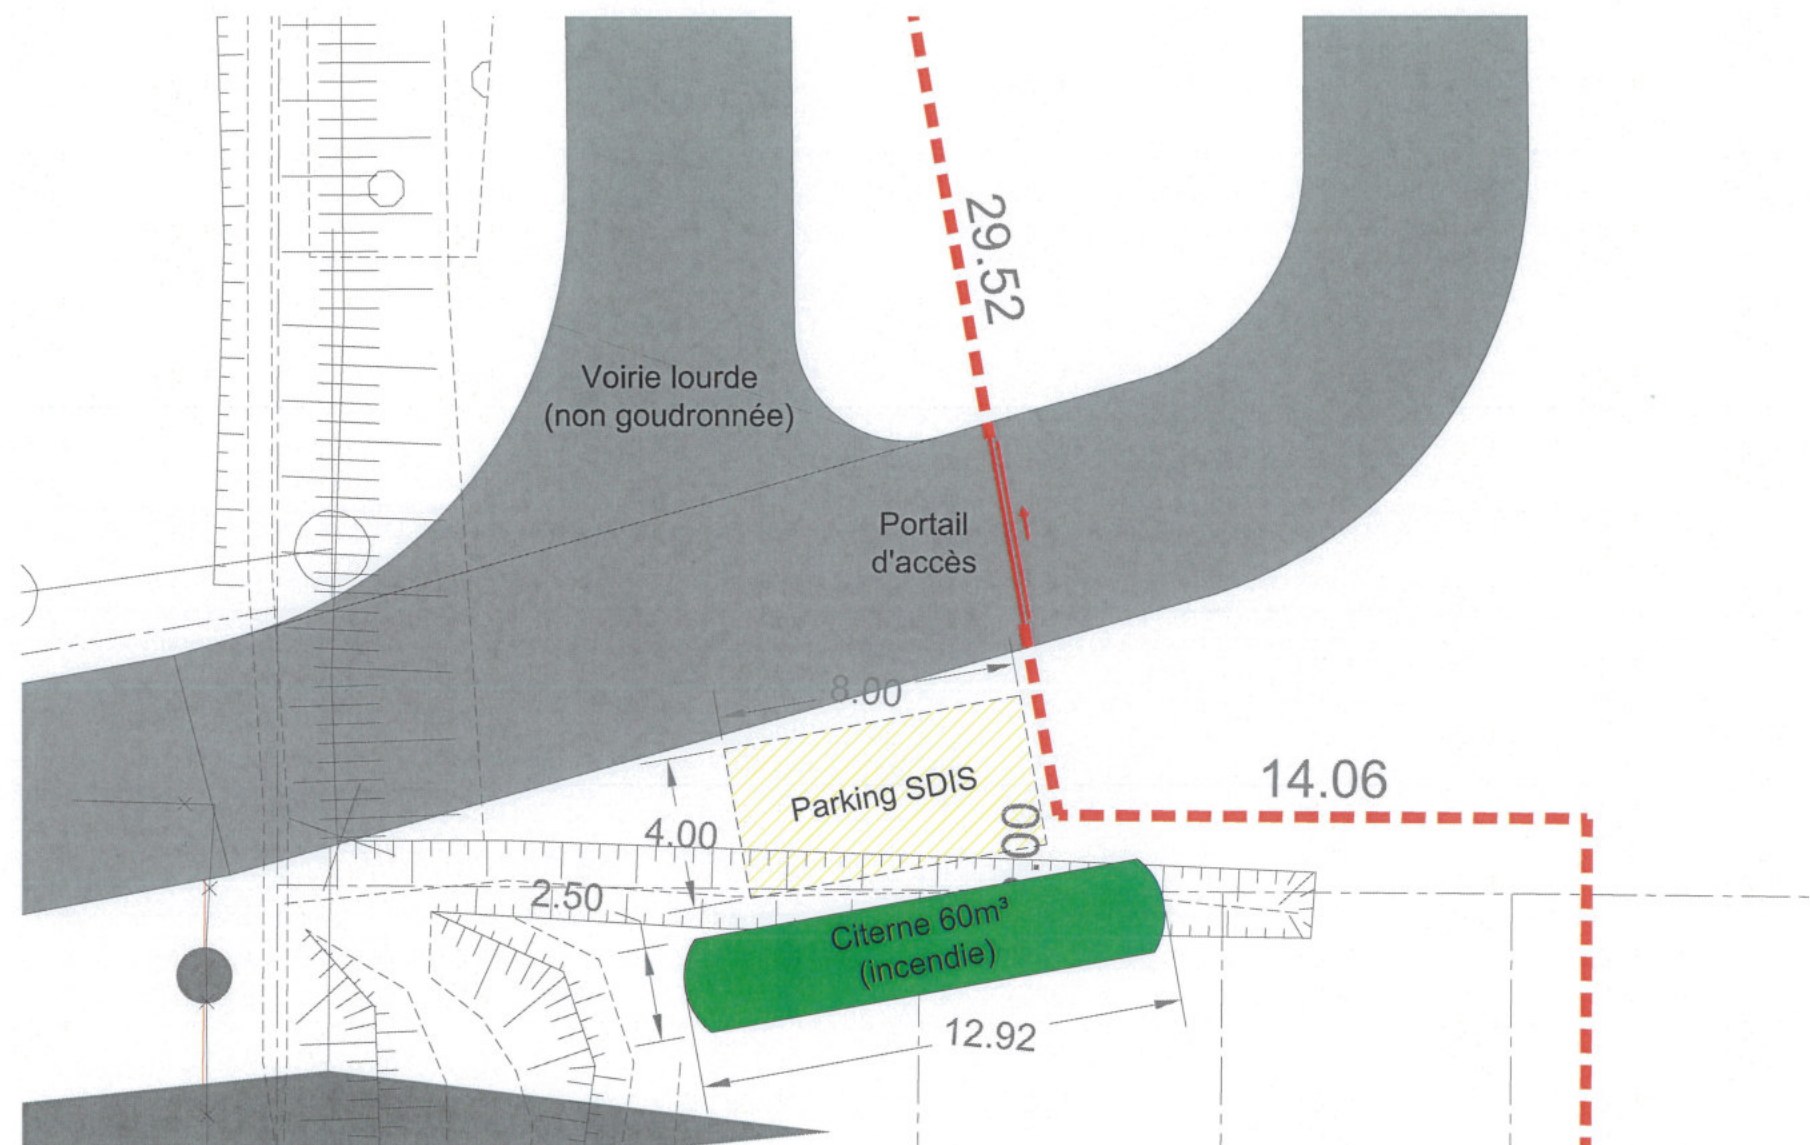 29.52
Voirie lourde
(non goudronnée)
Portail
d'accès
8.00
14.06
Parking SDIS
4.00
.00
2.50
Citerne 60m³
(incendie)
12.92